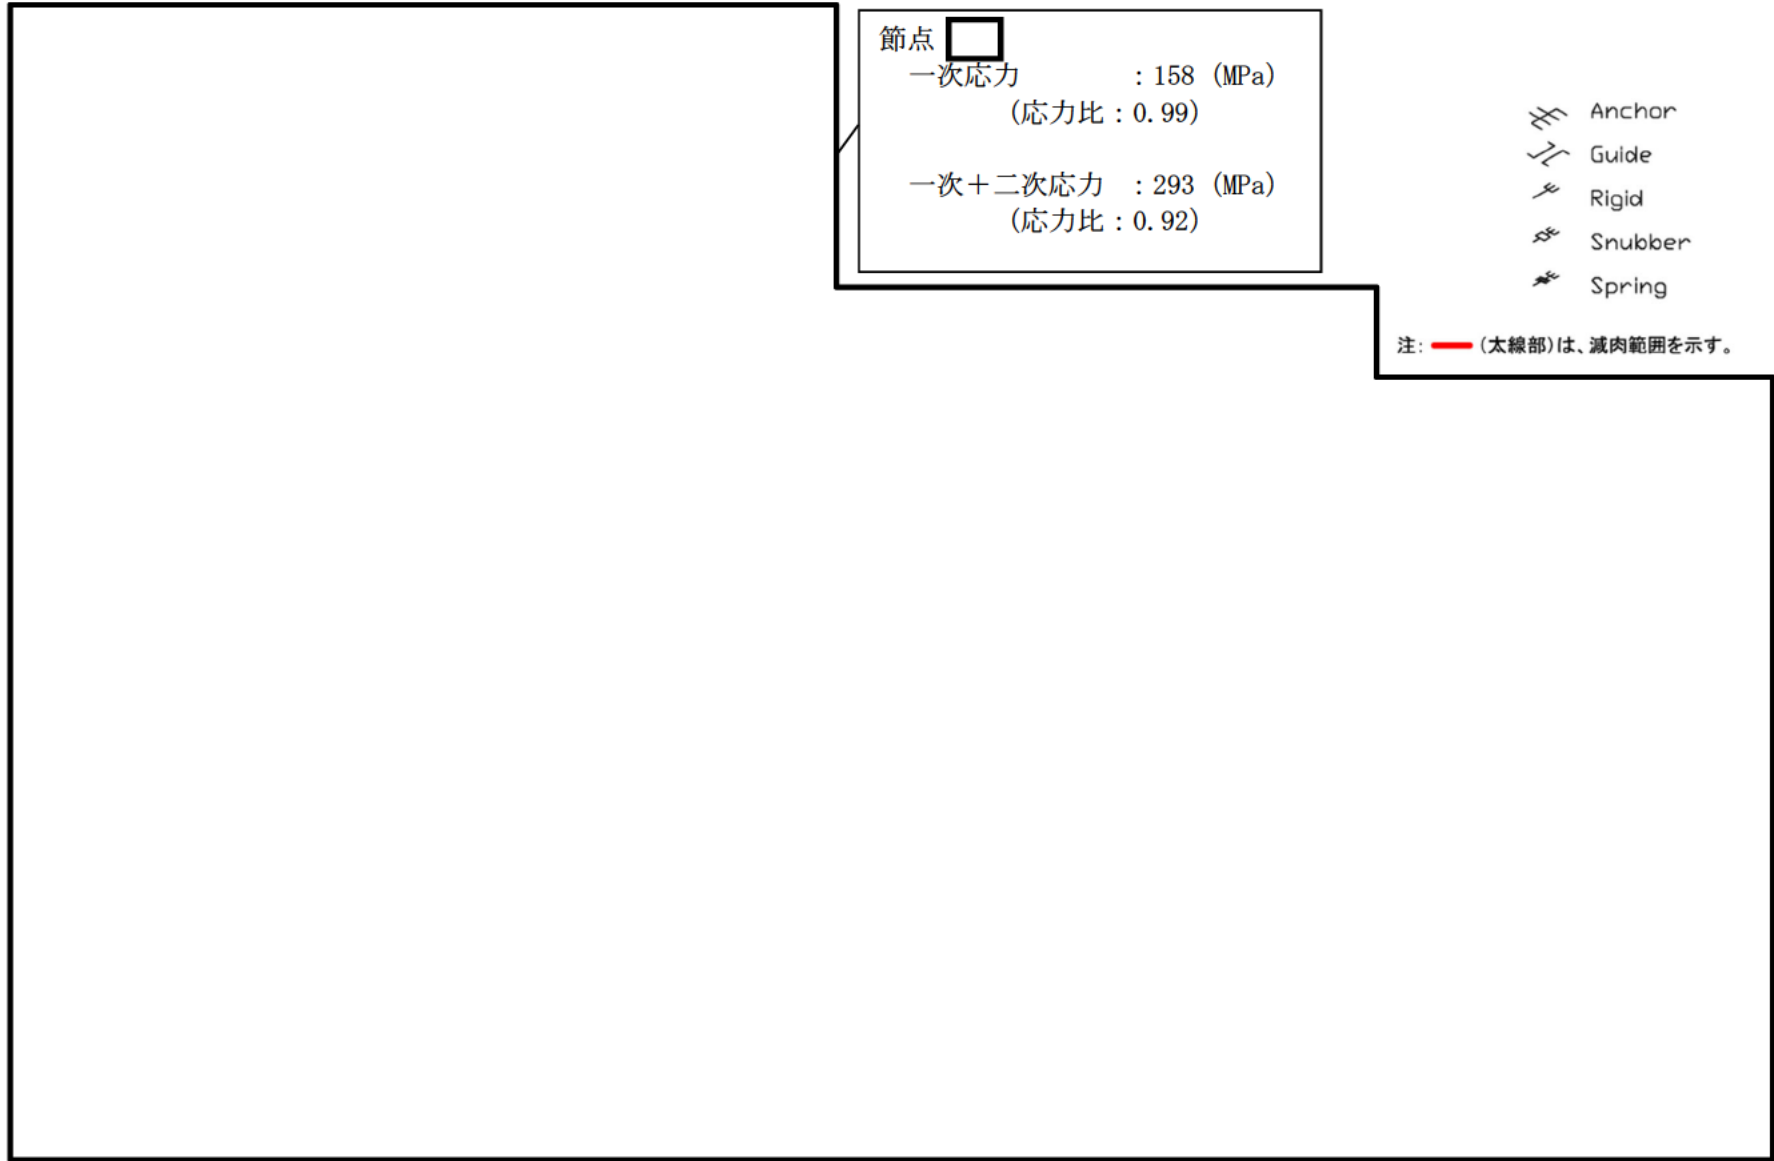 節点
一次応力 : 158 (MPa)
(応力比:0.99)
一次+二次応力 : 293 (MPa)
(応力比:0.92)
Anchor
Guide
Rigid
Snubber
Spring
注: (太線部)は、減肉範囲を示す。